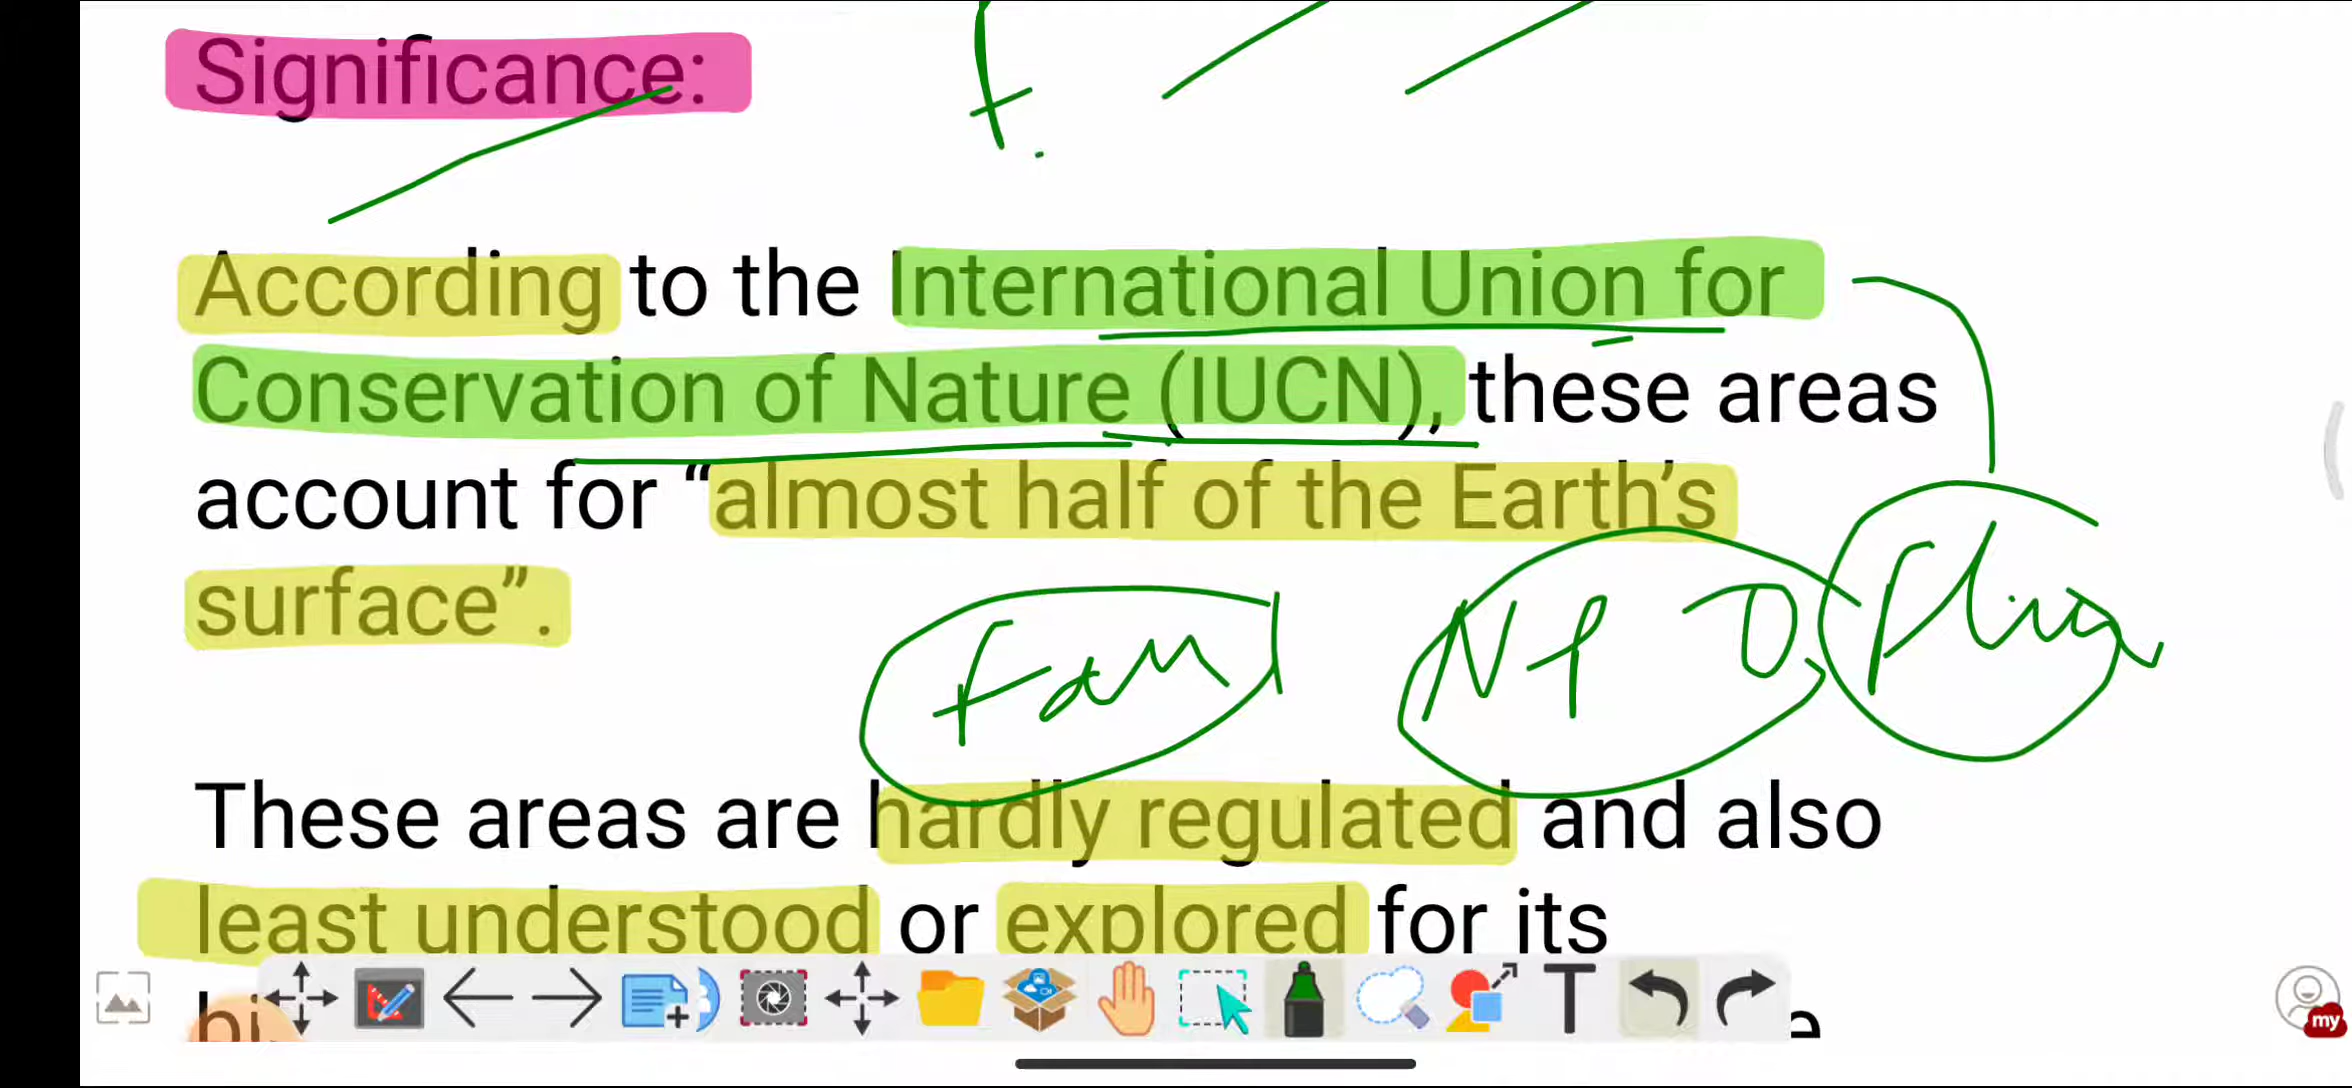 Significance:
According to the International Union for
Conservation of Nature (IUCN), these areas
account for “almost half of the Earth’s
surface”.
These areas are hardly regulated and also
least understood or explored for its
T
my